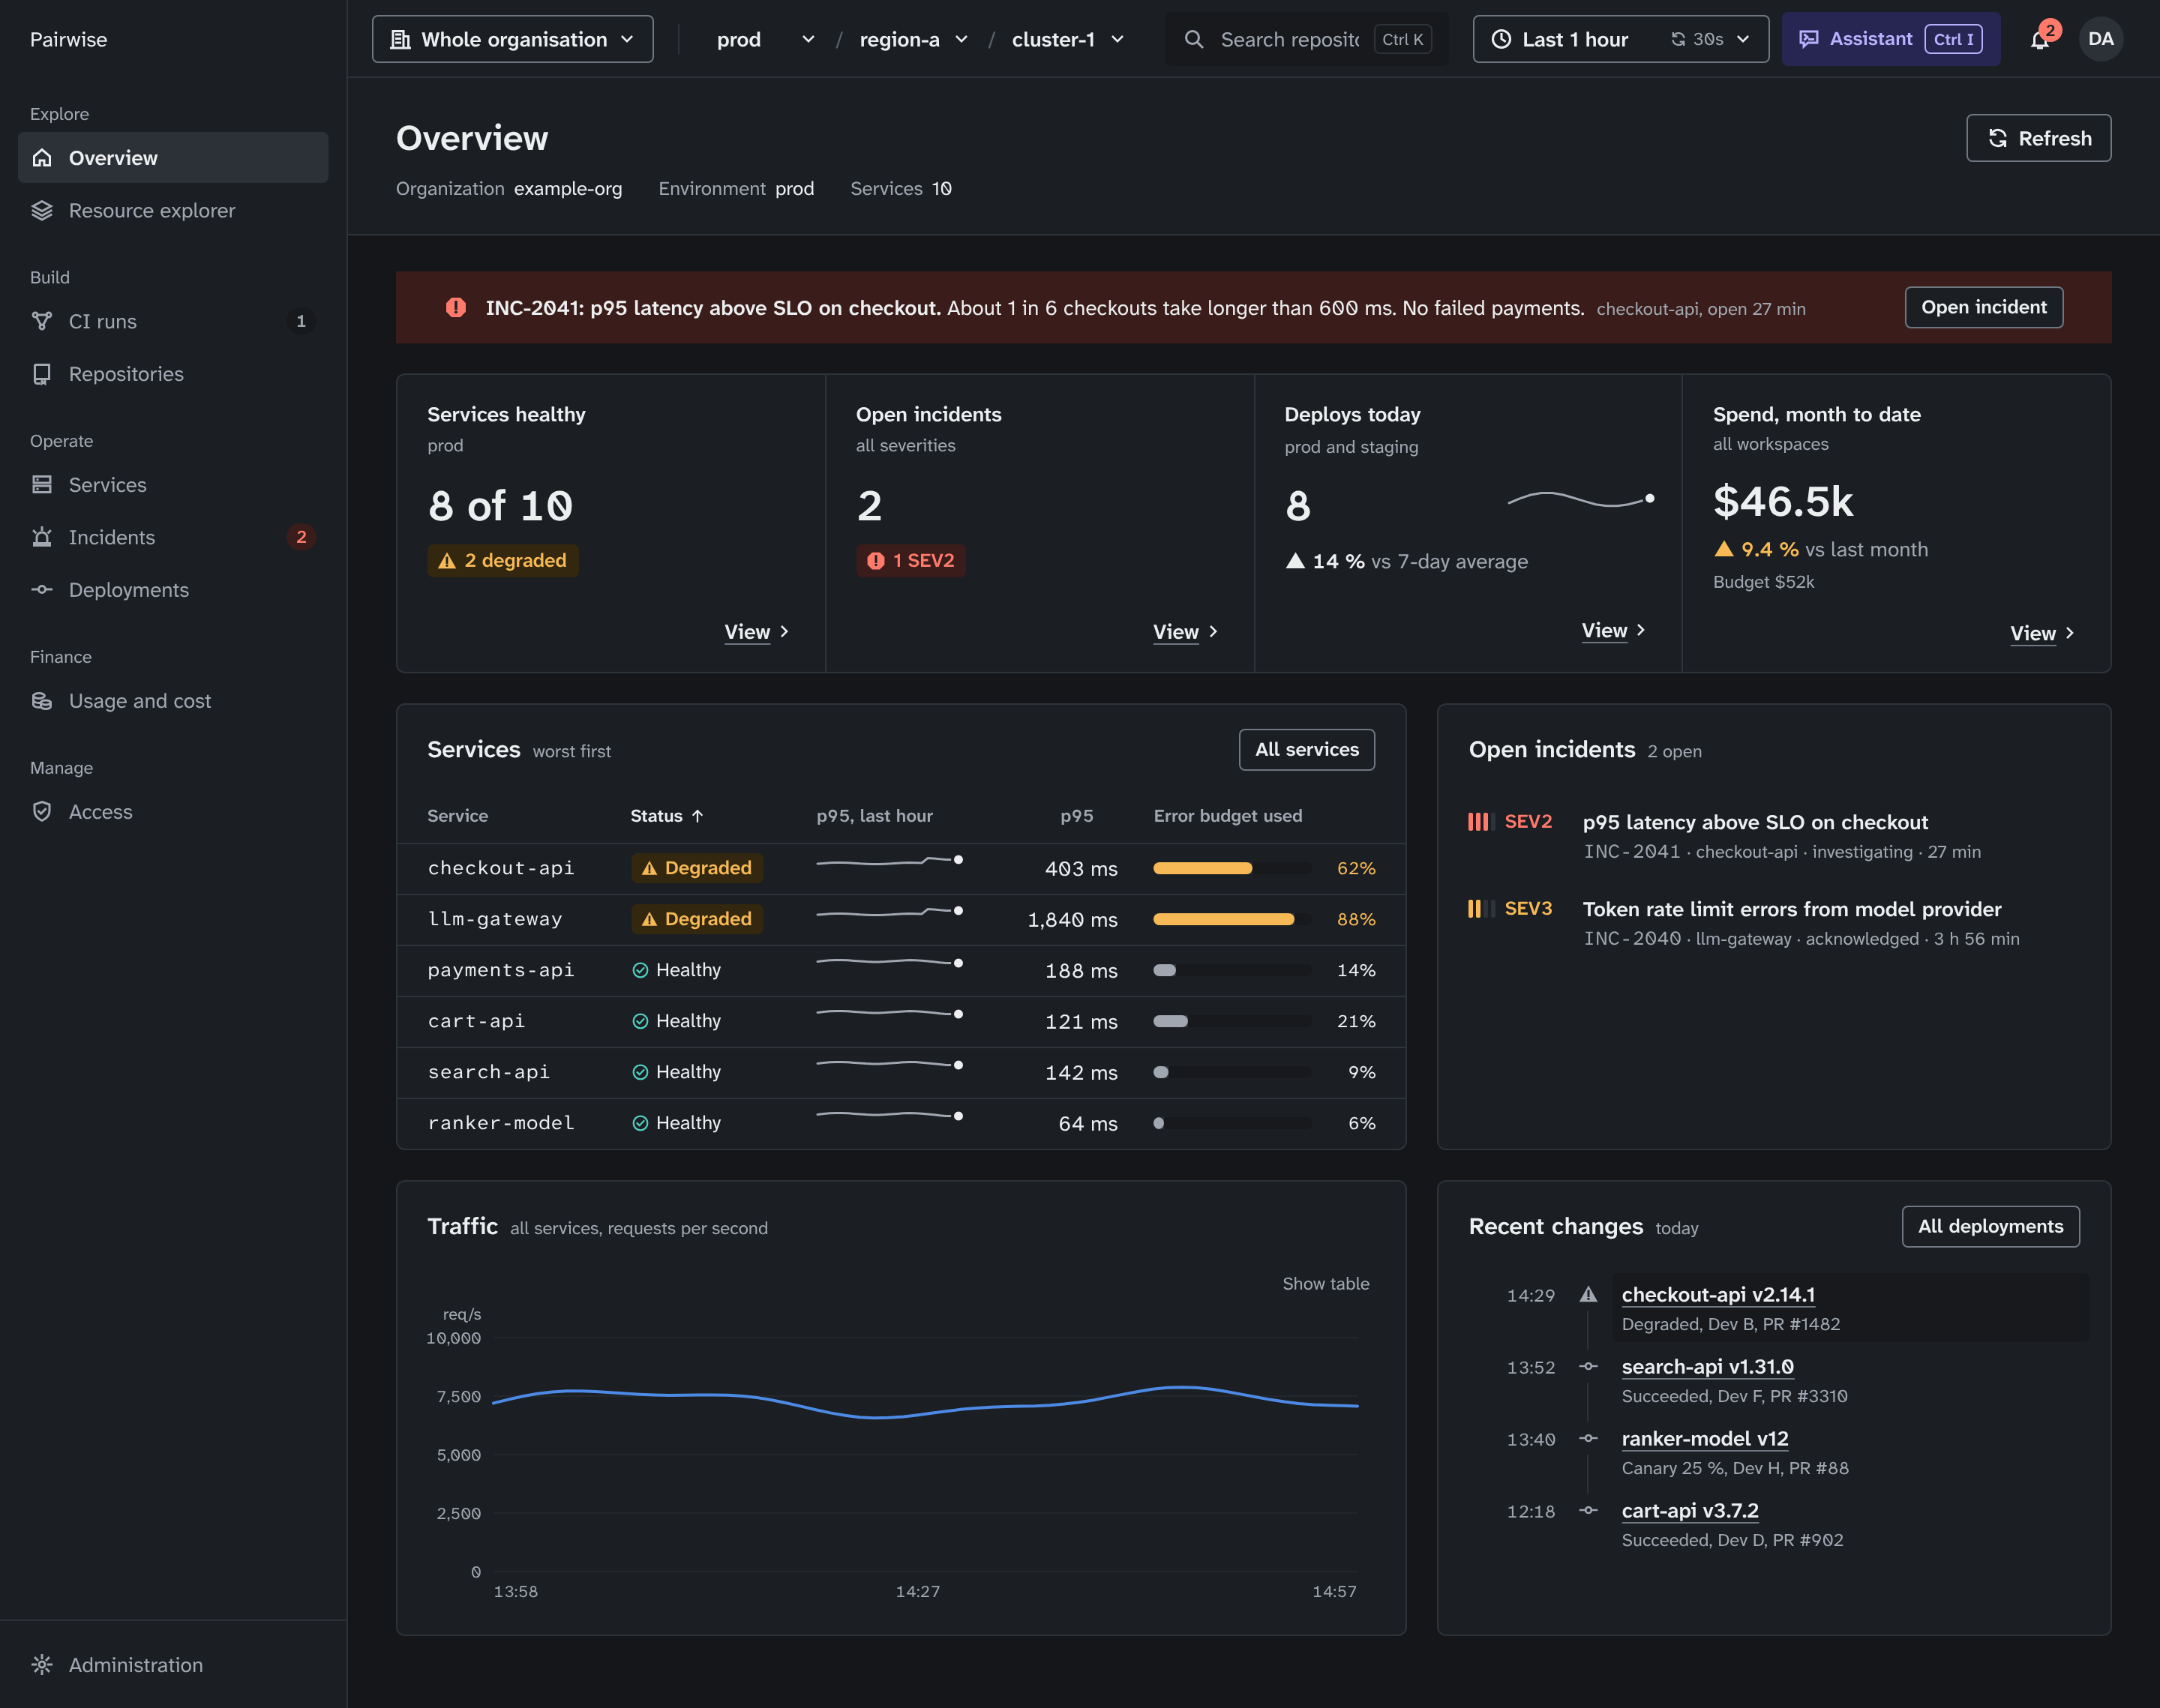 Pairwise
Whole organisation
prod / region-a / cluster-1
Search reposit
Ctrl K
Last 1 hour
30s
Assistant
Ctrl I
2
DA
Explore
Overview
Resource explorer
Build
CI runs
1
Repositories
Operate
Services
Incidents
2
Deployments
Finance
Usage and cost
Manage
Access
Administration
Overview
Refresh
Organization example-org Environment prod Services 10
INC-2041: p95 latency above SLO on checkout. About 1 in 6 checkouts take longer than 600 ms. No failed payments. checkout-api, open 27 min
Open incident
Services healthy
prod
8 of 10
2 degraded
View
Open incidents
all severities
2
1 SEV2
View
Deploys today
prod and staging
8
14 % vs 7-day average
View
Spend, month to date
all workspaces
$46.5k
9.4 % vs last month
Budget $52k
View
Services worst first
All services
Service Status p95, last hour p95 Error budget used
checkout-api Degraded 403 ms 62%
llm-gateway Degraded 1,840 ms 88%
payments-api Healthy 188 ms 14%
cart-api Healthy 121 ms 21%
search-api Healthy 142 ms 9%
ranker-model Healthy 64 ms 6%
Open incidents 2 open
SEV2 p95 latency above SLO on checkout
INC-2041 · checkout-api · investigating · 27 min
SEV3 Token rate limit errors from model provider
INC-2040 · llm-gateway · acknowledged · 3 h 56 min
Traffic all services, requests per second
Show table
req/s
10,000
7,500
5,000
2,500
0
13:58 14:27 14:57
Recent changes today
All deployments
14:29 checkout-api v2.14.1
Degraded, Dev B, PR #1482
13:52 search-api v1.31.0
Succeeded, Dev F, PR #3310
13:40 ranker-model v12
Canary 25 %, Dev H, PR #88
12:18 cart-api v3.7.2
Succeeded, Dev D, PR #902